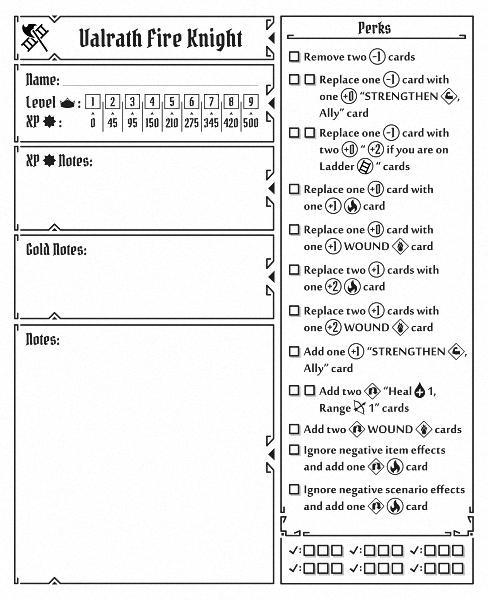 Valrath Fire Knight
Name:
Level : 1 2 3 4 5 6 7 8 9
XP : 0 45 95 150 210 275 345 420 500
XP Notes:
Gold Notes:
Notes:
Perks
Remove two -1 cards
Replace one -1 card with
one +0 “STRENGTHEN ,
Ally” card
Replace one -1 card with
two +0 “ +2 if you are on
Ladder ” cards
Replace one +0 card with
one +1 card
Replace one +0 card with
one +1 WOUND card
Replace two +1 cards with
one +2 card
Replace two +1 cards with
one +2 WOUND card
Add one +1 “STRENGTHEN ,
Ally” card
Add two “Heal 1,
Range 1” cards
Add two WOUND cards
Ignore negative item effects
and add one card
Ignore negative scenario effects
and add one card
✓: ✓: ✓:
✓: ✓: ✓: